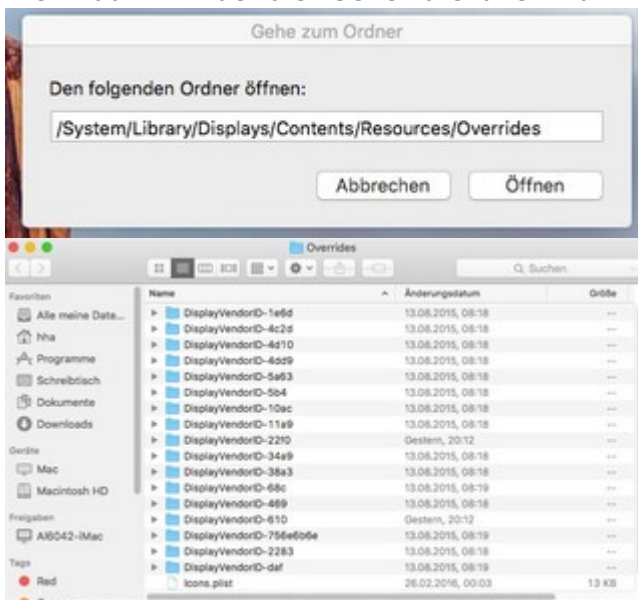 Gehe zum Ordner
Den folgenden Ordner öffnen:
/System/Library/Displays/Contents/Resources/Overrides
Abbrechen Öffnen
Overrides
Suchen
Favoriten
Name Änderungsdatum Größe
Alle meine Date...
DisplayVendorID-1e6d 13.08.2015, 08:18 --
DisplayVendorID-4c2d 13.08.2015, 08:18 --
hha
DisplayVendorID-4d10 13.08.2015, 08:18 --
Programme
DisplayVendorID-4dd9 13.08.2015, 08:18 --
Schreibtisch
DisplayVendorID-5a63 13.08.2015, 08:18 --
DisplayVendorID-5b4 13.08.2015, 08:18 --
Dokumente
DisplayVendorID-10ac 13.08.2015, 08:18 --
Downloads
DisplayVendorID-11a9 13.08.2015, 08:18 --
DisplayVendorID-22f0 Gestern, 20:12 --
Geräte
DisplayVendorID-34a9 13.08.2015, 08:18 --
Mac
DisplayVendorID-38a3 13.08.2015, 08:18 --
Macintosh HD
DisplayVendorID-68c 13.08.2015, 08:19 --
DisplayVendorID-469 13.08.2015, 08:18 --
Freigaben
DisplayVendorID-610 Gestern, 20:12 --
AI6042-iMac
DisplayVendorID-756e6b6e 13.08.2015, 08:19 --
DisplayVendorID-2283 13.08.2015, 08:18 --
Tags
DisplayVendorID-daf 13.08.2015, 08:19 --
Red
Icons.plist 26.02.2016, 00:03 13 KB